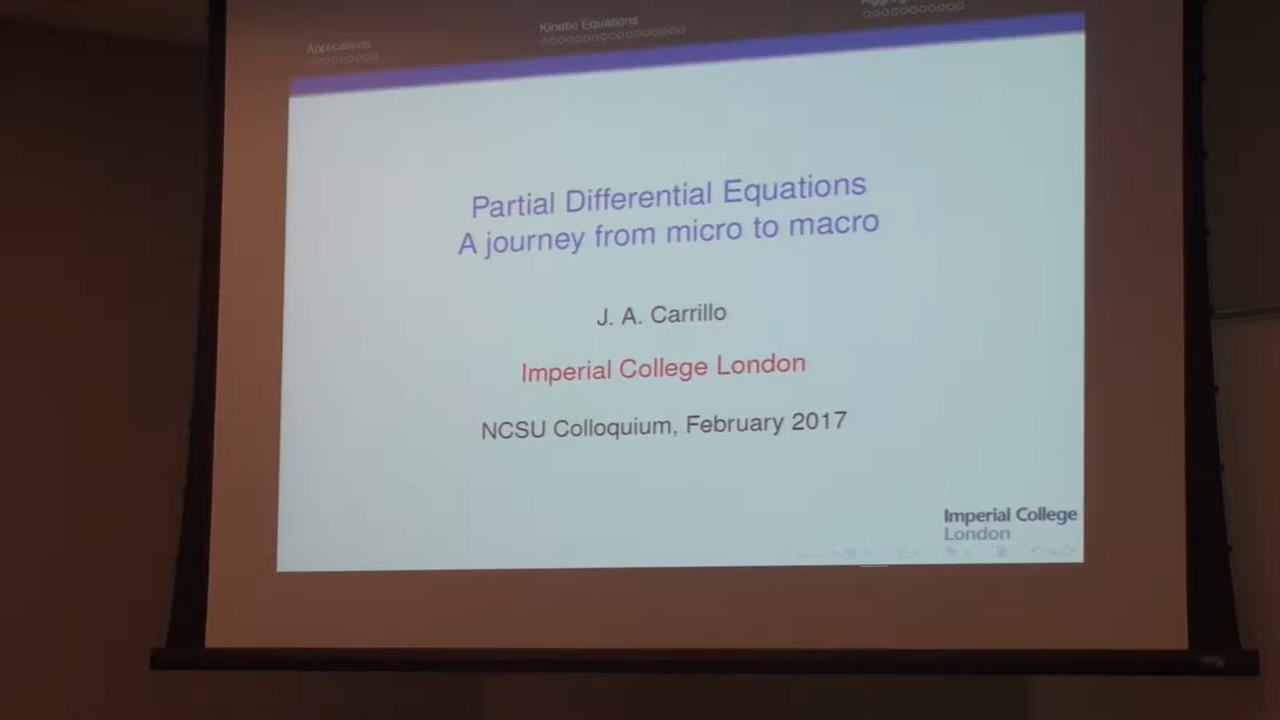 Applications
Kinetic Equations
Partial Differential Equations
A journey from micro to macro
J. A. Carrillo
Imperial College London
NCSU Colloquium, February 2017
Imperial College
London